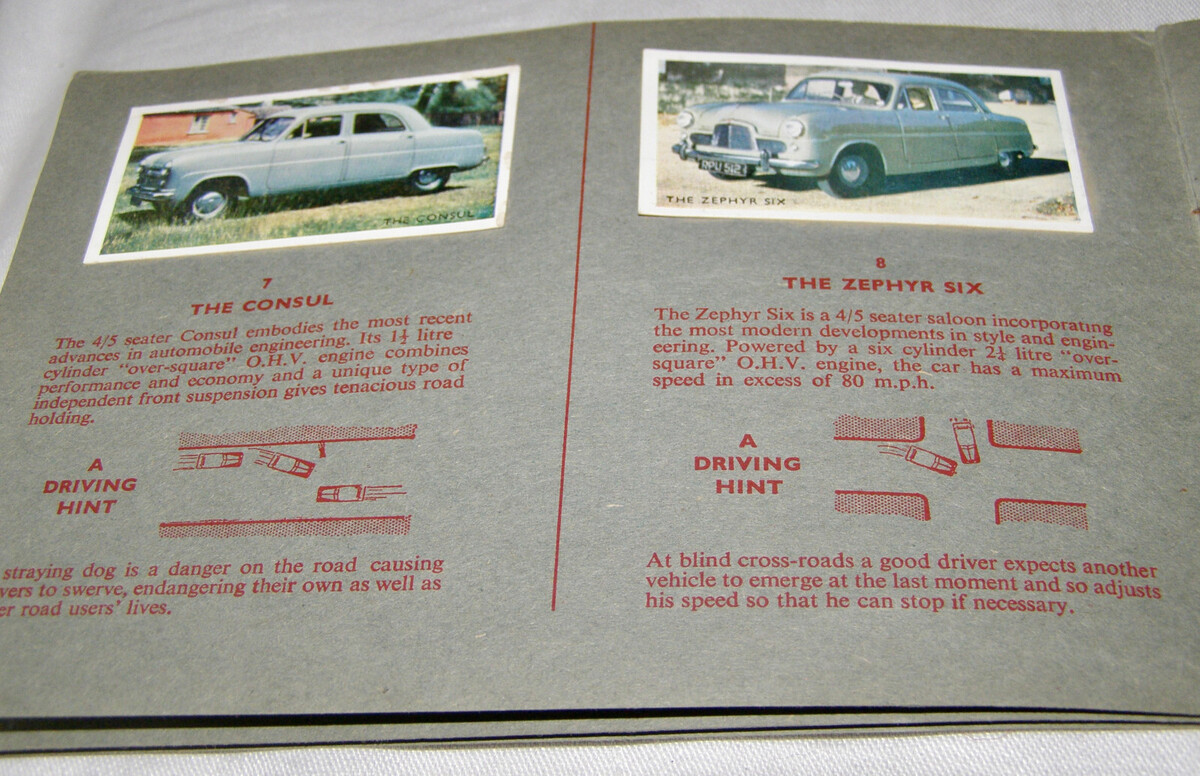 THE CONSUL
7
THE CONSUL
The 4/5 seater Consul embodies the most recent
advances in automobile engineering. Its 1½ litre
cylinder "over-square" O.H.V. engine combines
performance and economy and a unique type of
independent front suspension gives tenacious road
holding.
A
DRIVING
HINT
straying dog is a danger on the road causing
vers to swerve, endangering their own as well as
er road users' lives.
THE ZEPHYR SIX
8
THE ZEPHYR SIX
The Zephyr Six is a 4/5 seater saloon incorporating
the most modern developments in style and engin-
eering. Powered by a six cylinder 2¼ litre "over-
square" O.H.V. engine, the car has a maximum
speed in excess of 80 m.p.h.
A
DRIVING
HINT
At blind cross-roads a good driver expects another
vehicle to emerge at the last moment and so adjusts
his speed so that he can stop if necessary.